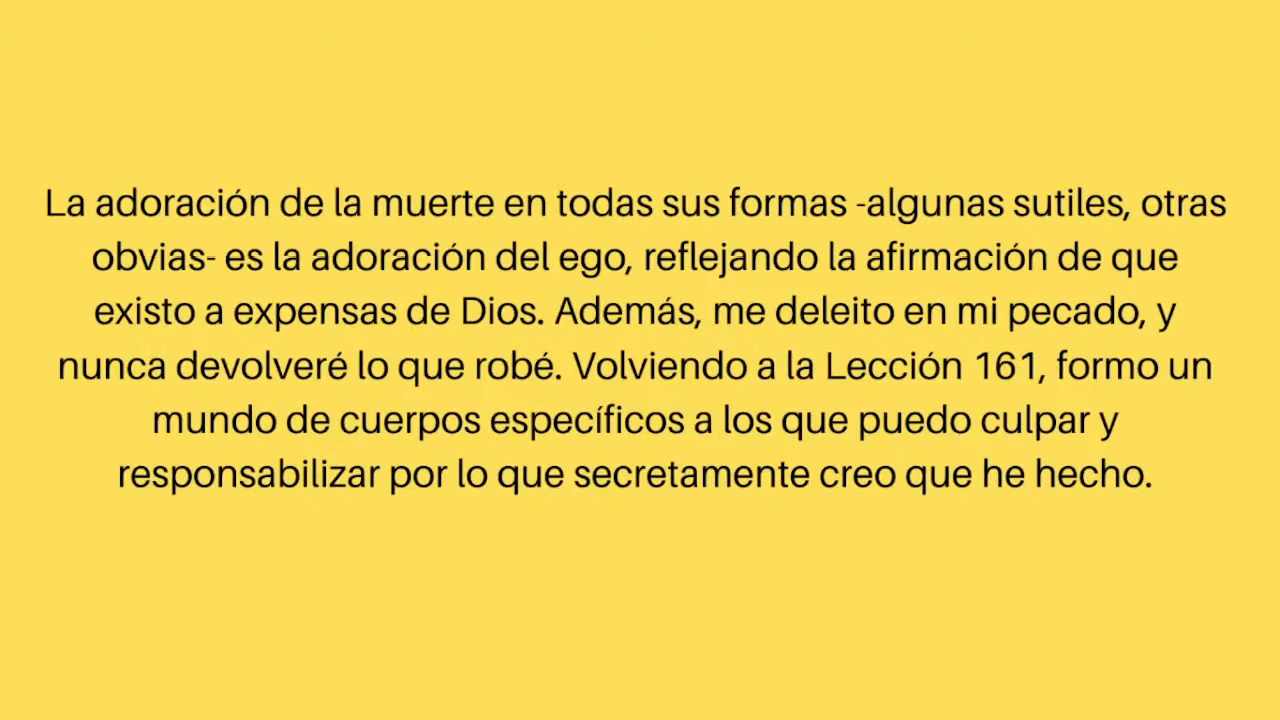 La adoración de la muerte en todas sus formas -algunas sutiles, otras
obvias- es la adoración del ego, reflejando la afirmación de que
existo a expensas de Dios. Además, me deleito en mi pecado, y
nunca devolveré lo que robé. Volviendo a la Lección 161, formo un
mundo de cuerpos específicos a los que puedo culpar y
responsabilizar por lo que secretamente creo que he hecho.